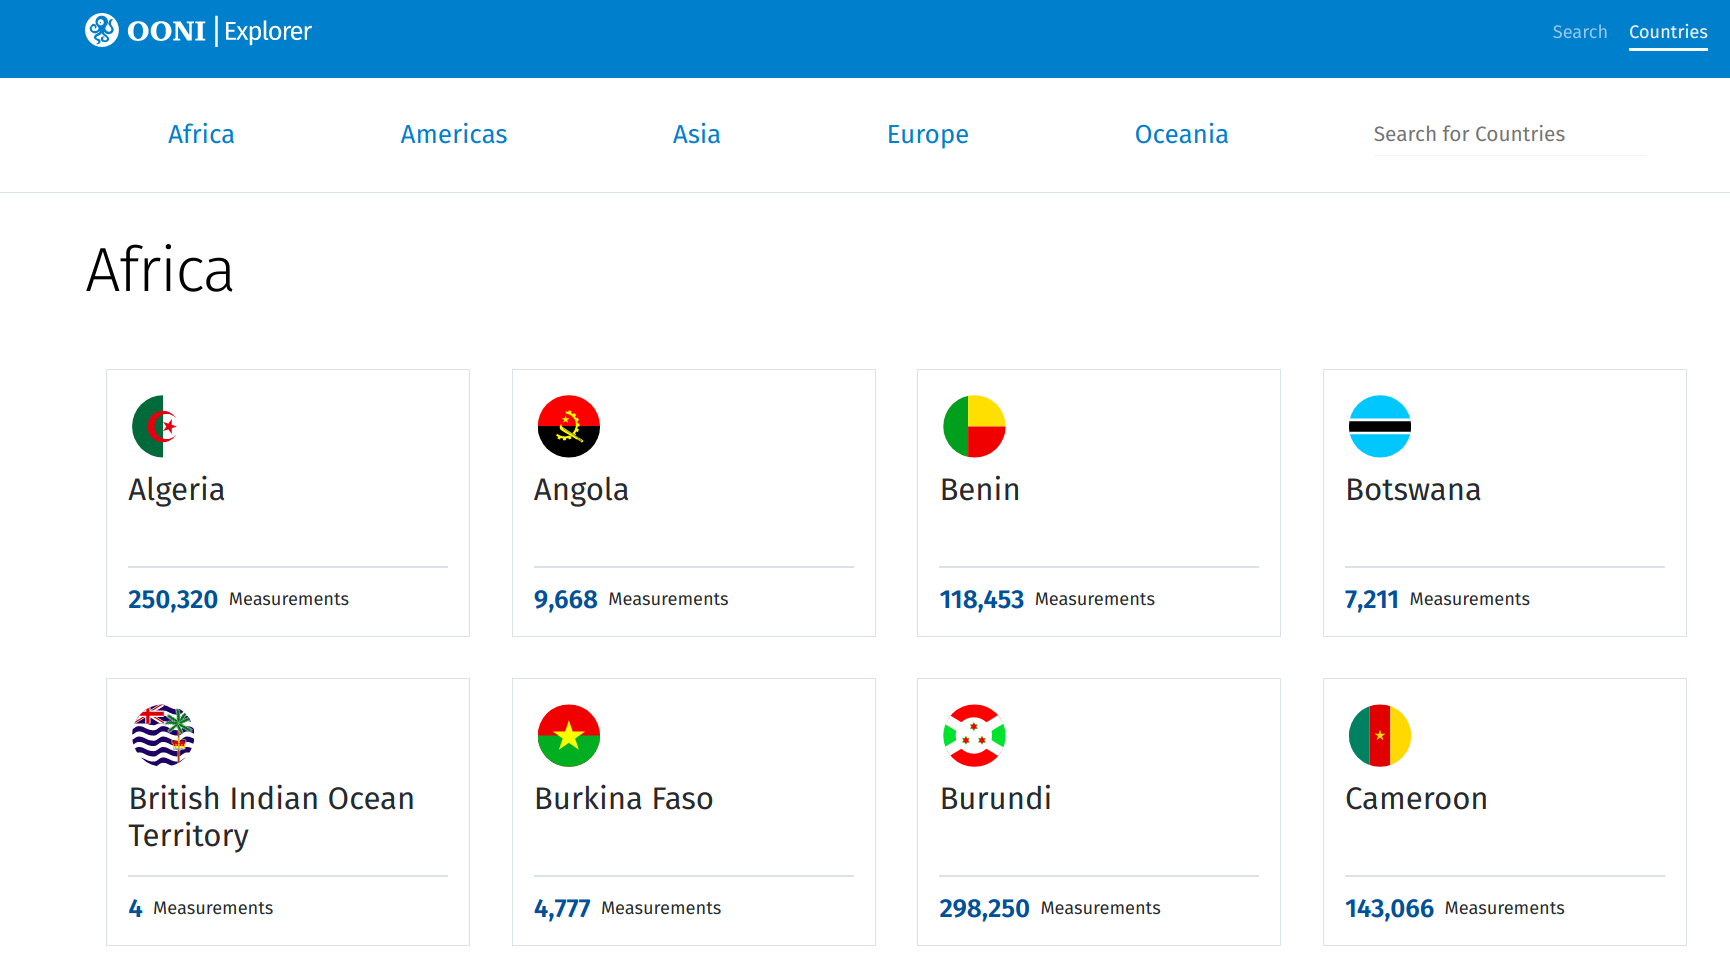 OONI Explorer
Search Countries
Africa Americas Asia Europe Oceania Search for Countries
Africa
Algeria
250,320 Measurements
Angola
9,668 Measurements
Benin
118,453 Measurements
Botswana
7,211 Measurements
British Indian Ocean
Territory
4 Measurements
Burkina Faso
4,777 Measurements
Burundi
298,250 Measurements
Cameroon
143,066 Measurements